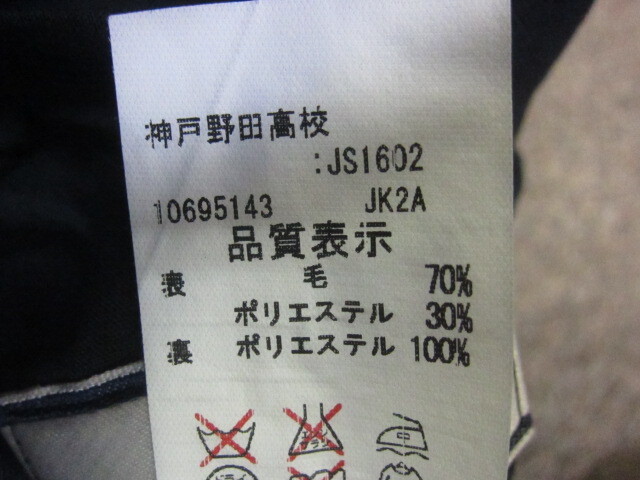 神戸野田高校
:JS1602
10695143 JK2A
品質表示
表 毛 70%
ポリエステル 30%
裏 ポリエステル 100%